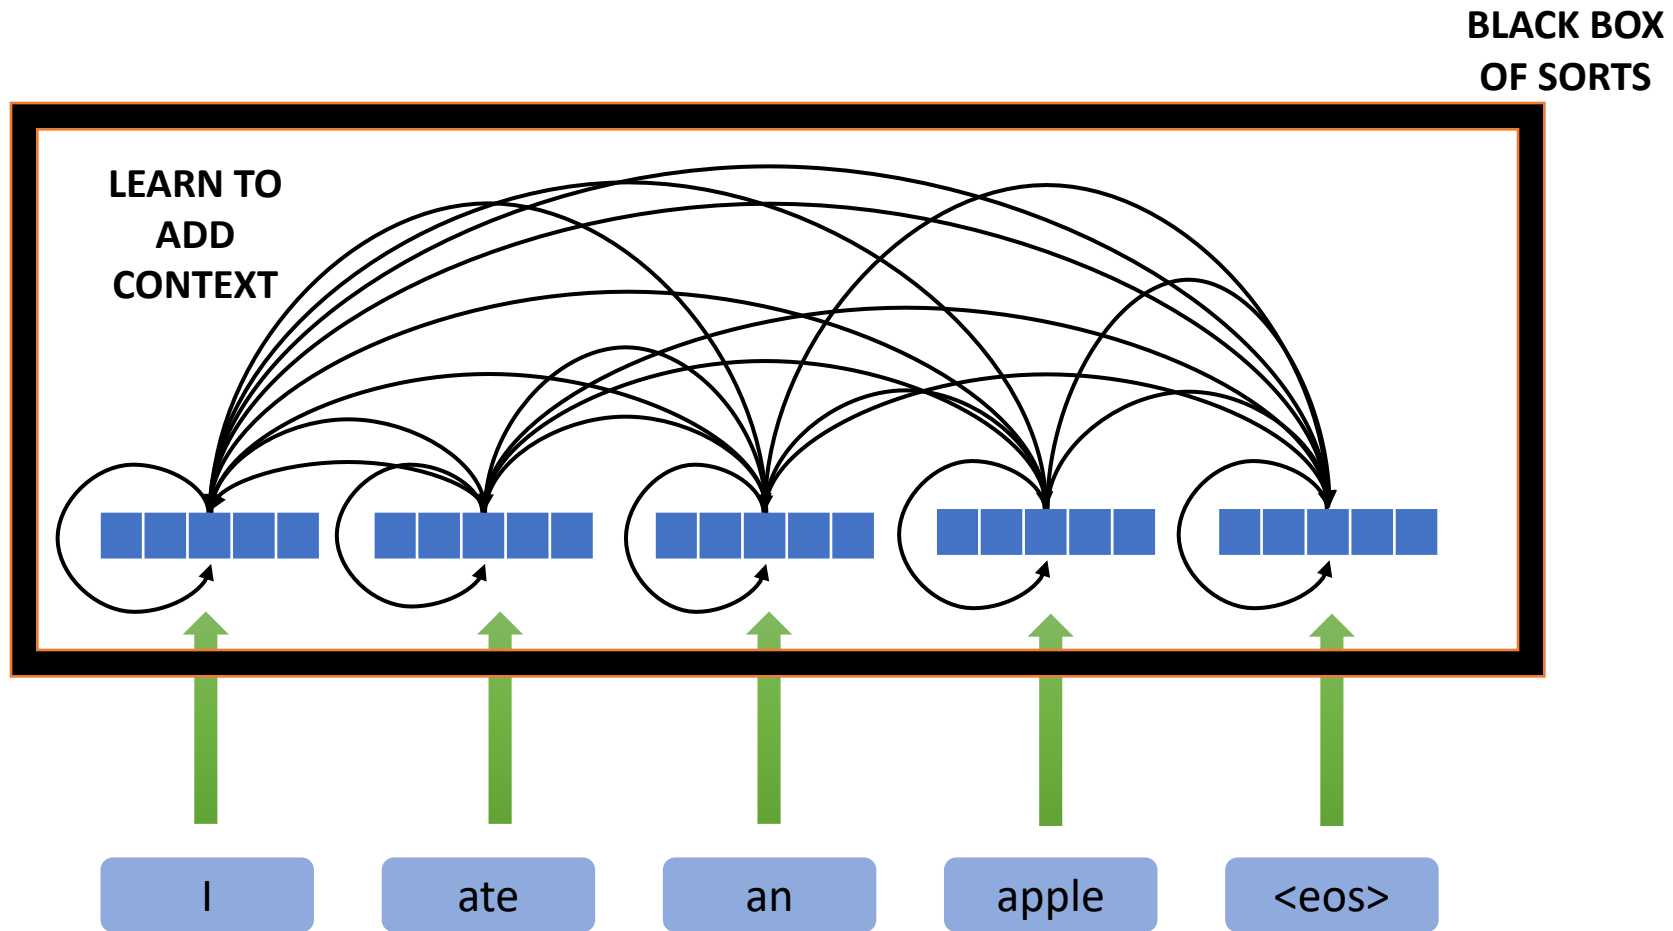 BLACK BOX
OF SORTS
LEARN TO
ADD
CONTEXT
I
ate
an
apple
<eos>